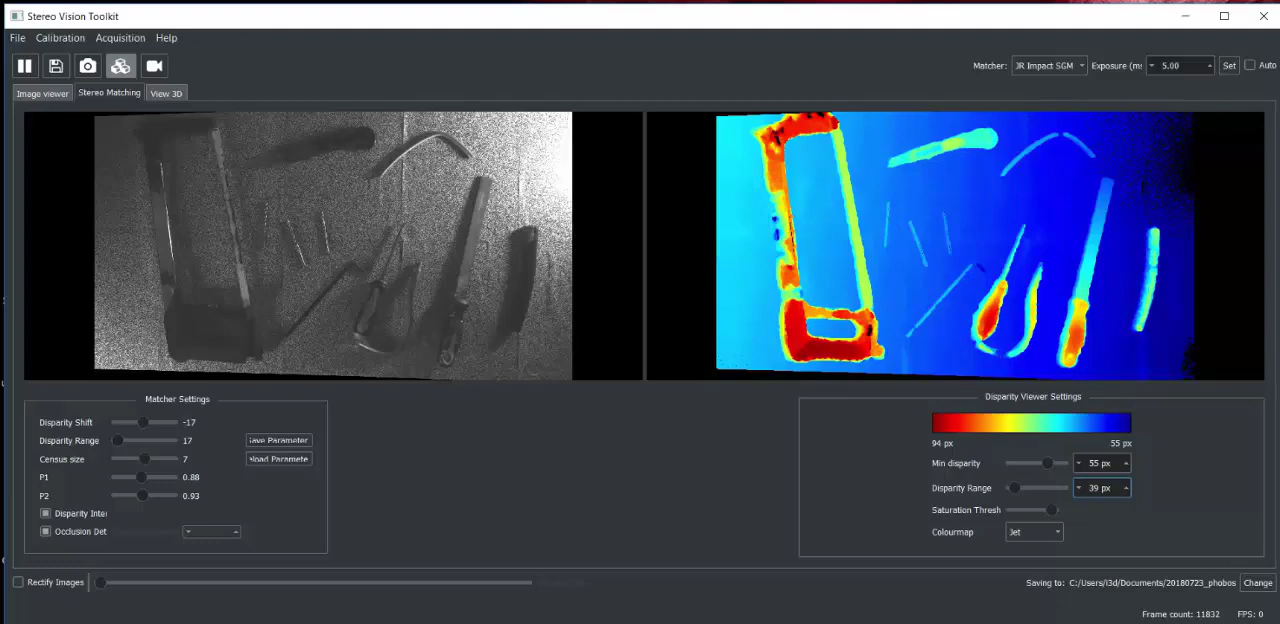 Stereo Vision Toolkit
File Calibration Acquisition Help
Matcher: JR Impact SGM Exposure (ms 5.00 Set Auto
Image viewer Stereo Matching View 3D
Matcher Settings
Disparity Shift -17
Disparity Range 17
Census size 7
P1 0.88
P2 0.93
Disparity Inter
Occlusion Det
Save Parameter
eload Paramete
Disparity Viewer Settings
94 px 55 px
Min disparity 55 px
Disparity Range 39 px
Saturation Thresh
Colourmap Jet
Rectify Images
Saving to: C:/Users/i3d/Documents/20180723_phobos Change
Frame count: 11832 FPS: 0